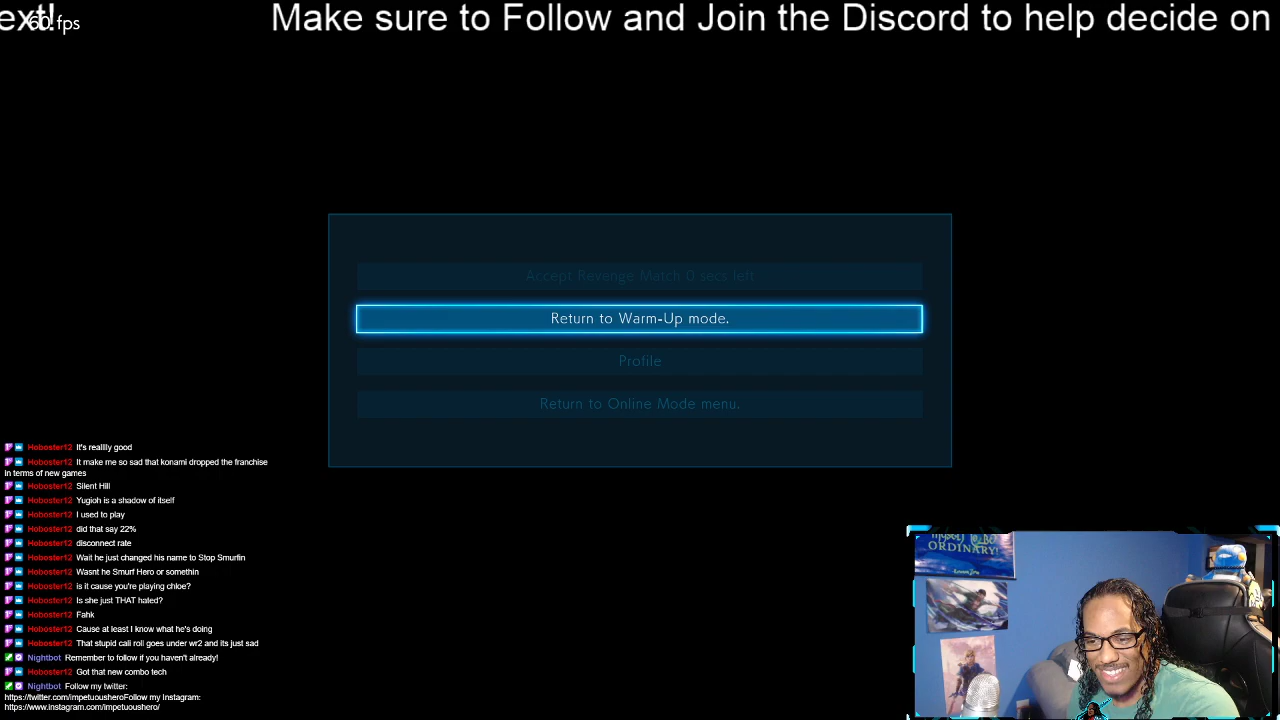 ext!
60 fps
Make sure to Follow and Join the Discord to help decide on
Accept Revenge Match 0 secs left
Return to Warm-Up mode.
Profile
Return to Online Mode menu.
Hoboster12 It's reallly good
Hoboster12 It make me so sad that konami dropped the franchise
in terms of new games
Hoboster12 Silent Hill
Hoboster12 Yugioh is a shadow of itself
Hoboster12 I used to play
Hoboster12 did that say 22%
Hoboster12 disconnect rate
Hoboster12 Wait he just changed his name to Stop Smurfin
Hoboster12 Wasnt he Smurf Hero or somethin
Hoboster12 is it cause you're playing chloe?
Hoboster12 Is she just THAT hated?
Hoboster12 Fahk
Hoboster12 Cause at least I know what he's doing
Hoboster12 That stupid cali roll goes under wr2 and its just sad
Nightbot Remember to follow if you haven't already!
Hoboster12 Got that new combo tech
Nightbot Follow my twitter:
https://twitter.com/impetuousheroFollow my Instagram:
https://www.instagram.com/impetuoushero/
ORDINARY!